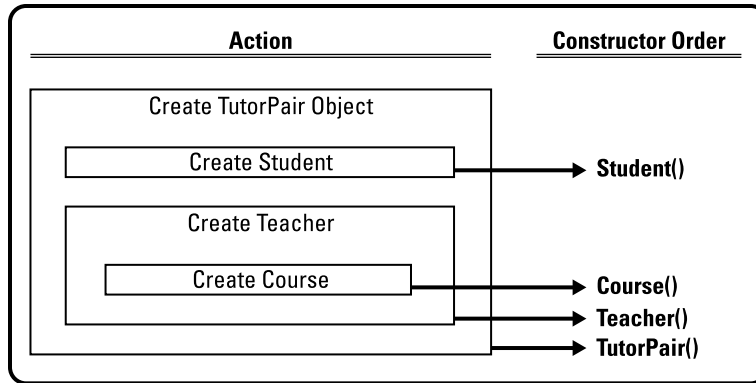 Action
Constructor Order
Create TutorPair Object
Create Student
Student()
Create Teacher
Create Course
Course()
Teacher()
TutorPair()